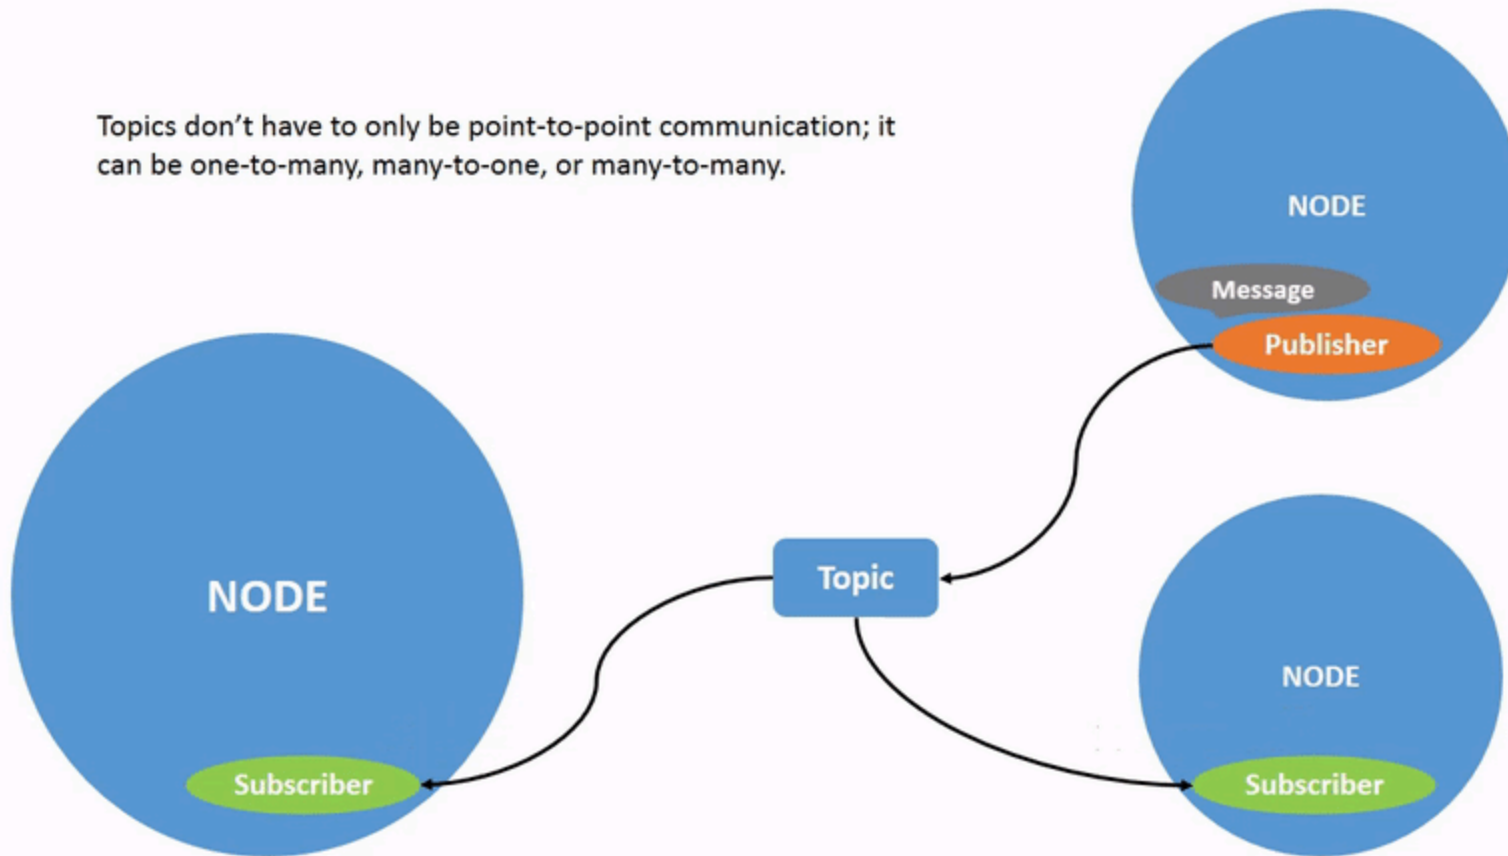 Topics don't have to only be point-to-point communication; it
can be one-to-many, many-to-one, or many-to-many.
NODE
Message
Publisher
Topic
NODE
Subscriber
NODE
Subscriber